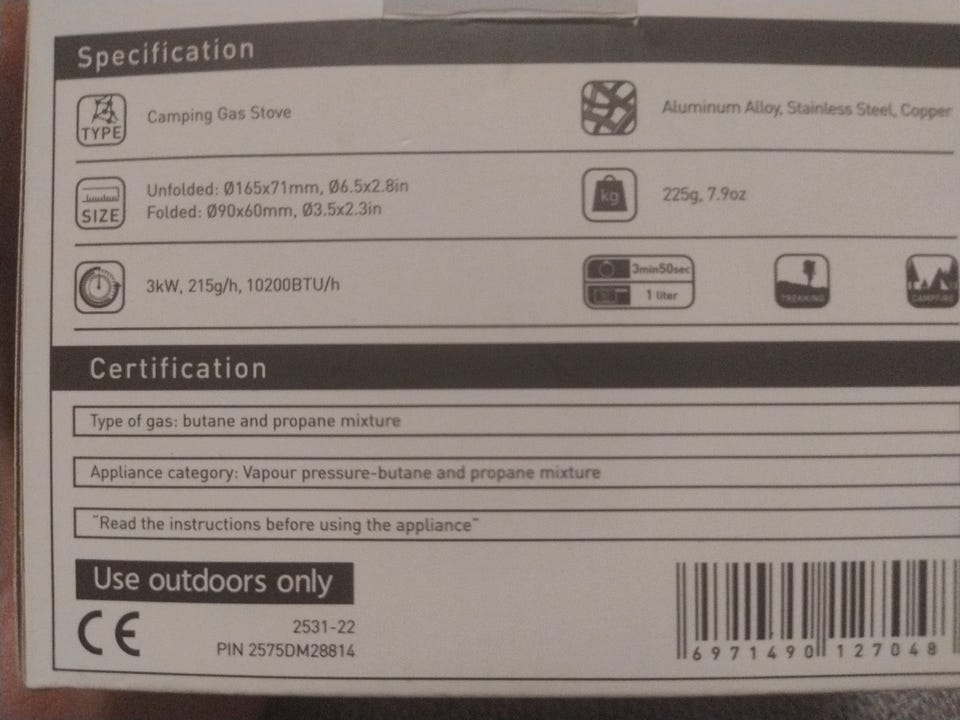 Specification
TYPE
Camping Gas Stove
Aluminum Alloy, Stainless Steel, Copper
SIZE
Unfolded: Ø165x71mm, Ø6.5x2.8in
Folded: Ø90x60mm, Ø3.5x2.3in
kg
225g, 7.9oz
3kW, 215g/h, 10200BTU/h
3min50sec
1 liter
TREKKING
CAMPFIRE
Certification
Type of gas: butane and propane mixture
Appliance category: Vapour pressure-butane and propane mixture
"Read the instructions before using the appliance"
Use outdoors only
CE
2531-22
PIN 2575DM28814
6971490127048